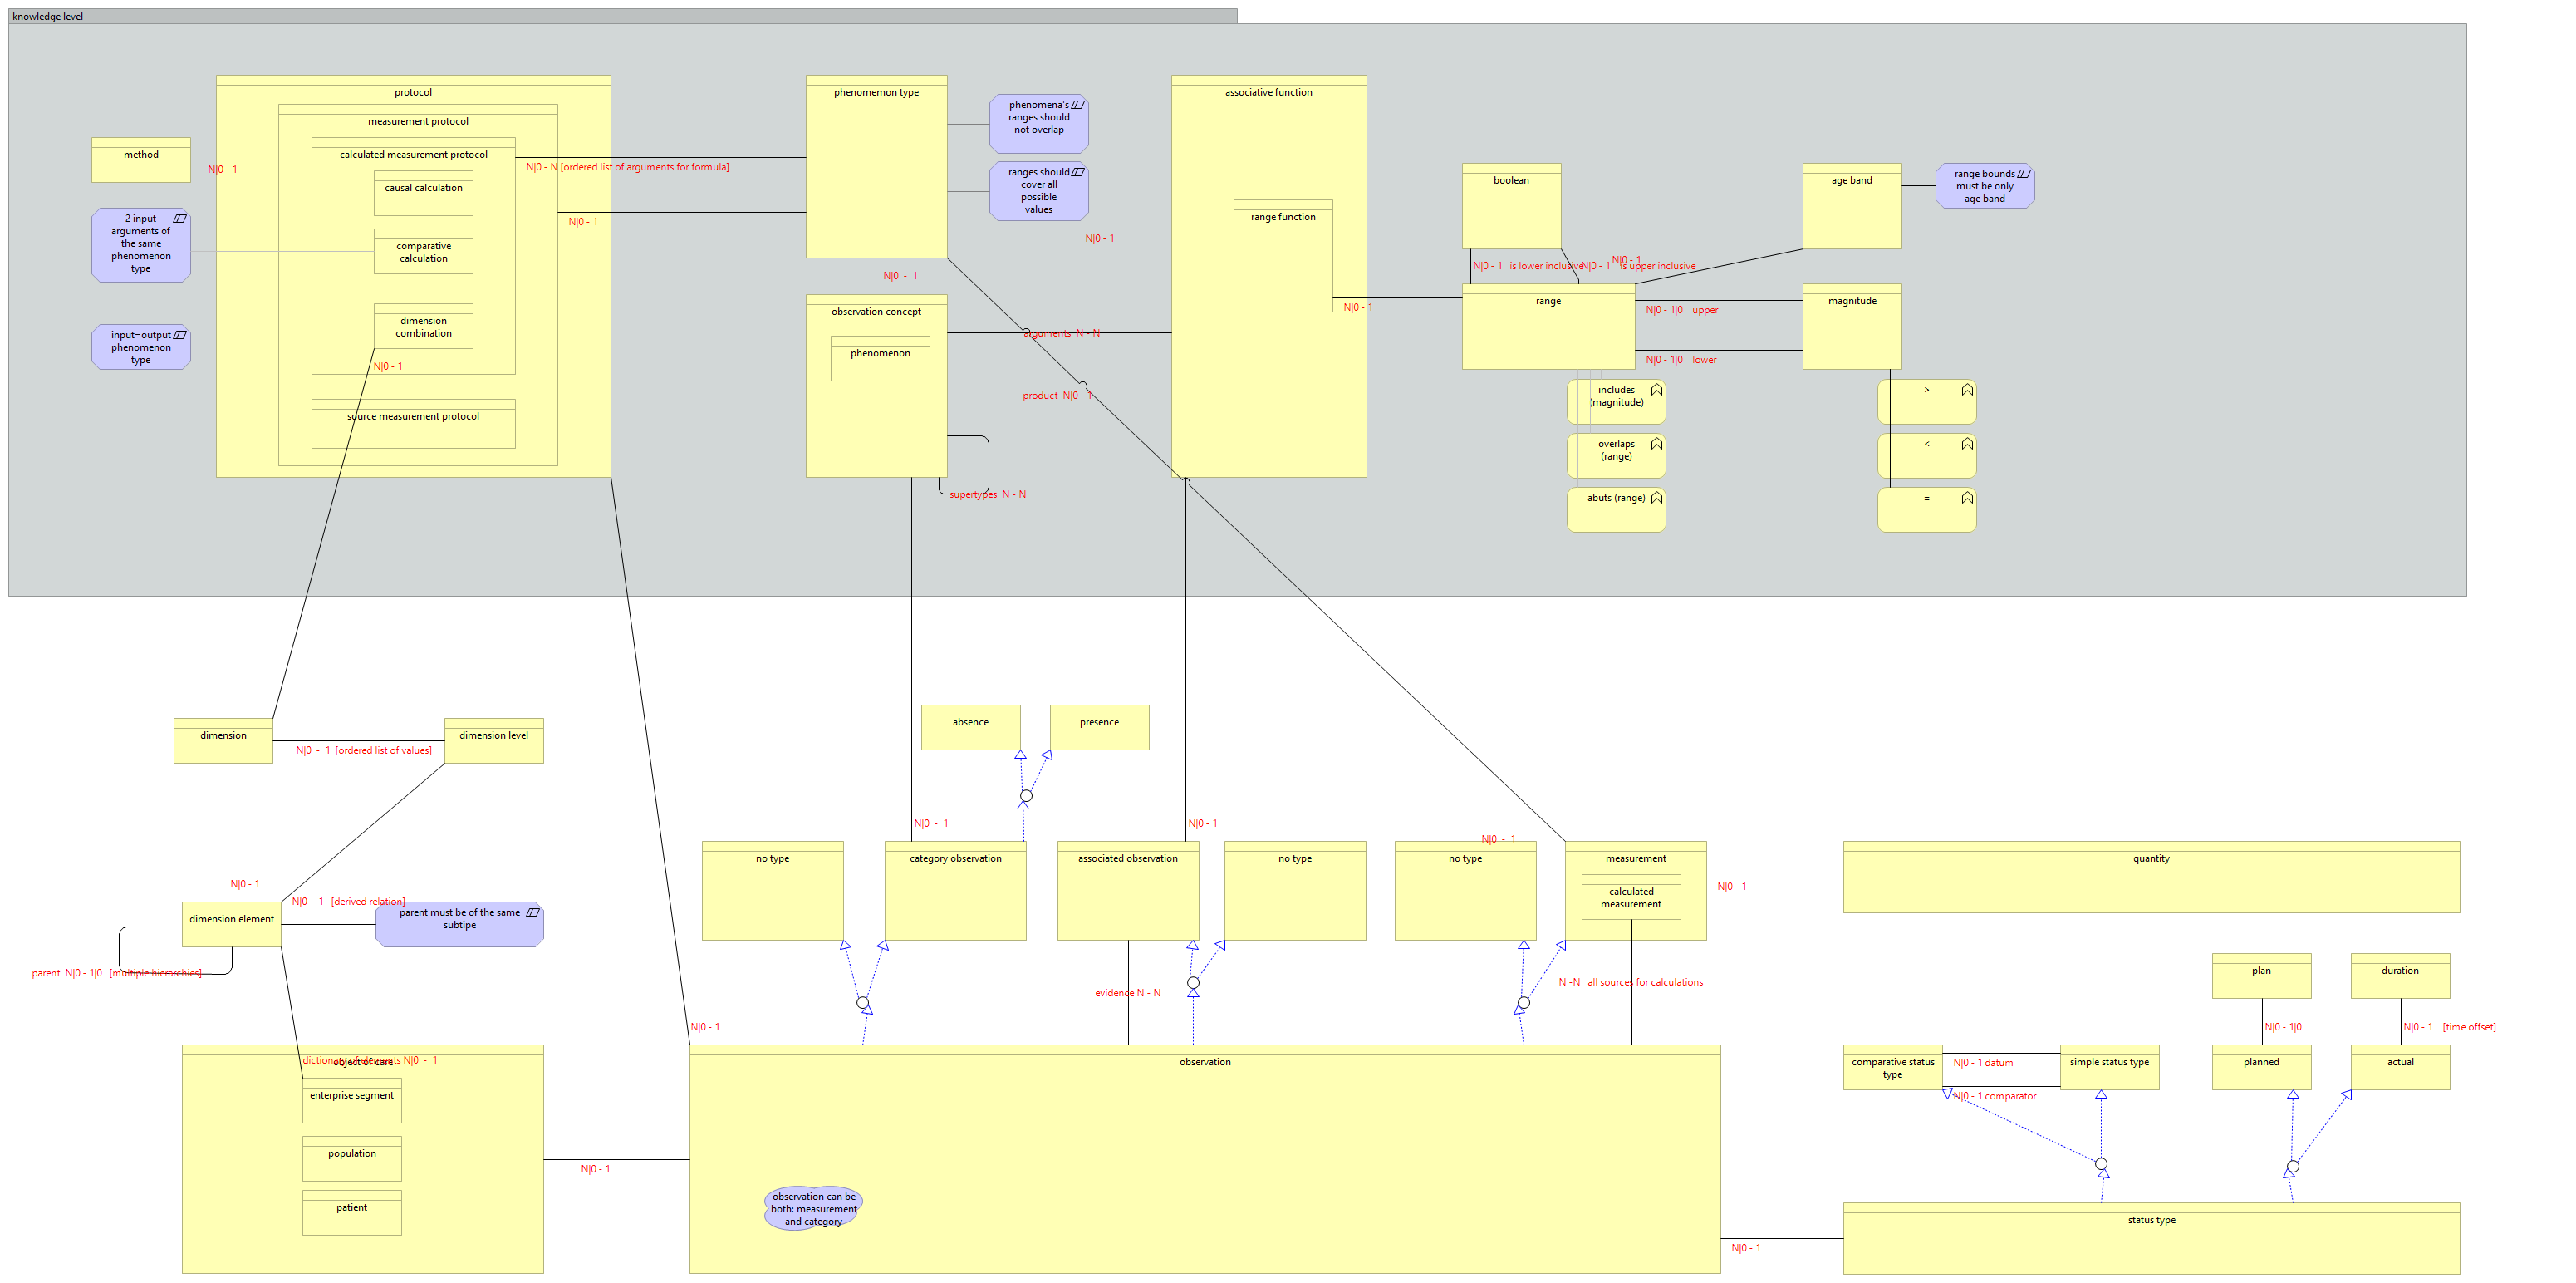 knowledge level
protocol
measurement protocol
calculated measurement protocol
causal calculation
comparative
calculation
dimension
combination
N|0 - 1
source measurement protocol
method
N|0 - 1
2 input
arguments of
the same
phenomenon
type
input=output
phenomenon
type
N|0 - N [ordered list of arguments for formula]
N|0 - 1
phenomemon type
phenomena's
ranges should
not overlap
ranges should
cover all
possible
values
N|0 - 1
N|0 - 1
observation concept
phenomenon
arguments N - N
product N|0 - 1
supertypes N - N
associative function
range function
N|0 - 1
boolean
age band
range bounds
must be only
age band
N|0 - 1 is lower inclusive
N|0 - 1 is upper inclusive
N|0 - 1
range
magnitude
N|0 - 1|0 upper
N|0 - 1|0 lower
includes
(magnitude)
overlaps
(range)
abuts (range)
>
<
=
dimension
N|0 - 1 [ordered list of values]
dimension level
absence
presence
N|0 - 1
N|0 - 1
N|0 - 1
no type
category observation
associated observation
no type
no type
measurement
calculated
measurement
N|0 - 1
quantity
N|0 - 1
N|0 - 1 [derived relation]
dimension element
parent must be of the same
subtipe
parent N|0 - 1|0 [multiple hierarchies]
evidence N - N
N -N all sources for calculations
plan
duration
N|0 - 1
N|0 - 1|0
N|0 - 1 [time offset]
dictionary of elements N|0 - 1
object of care
enterprise segment
population
patient
N|0 - 1
observation
observation can be
both: measurement
and category
comparative status
type
N|0 - 1 datum
N|0 - 1 comparator
simple status type
planned
actual
N|0 - 1
status type